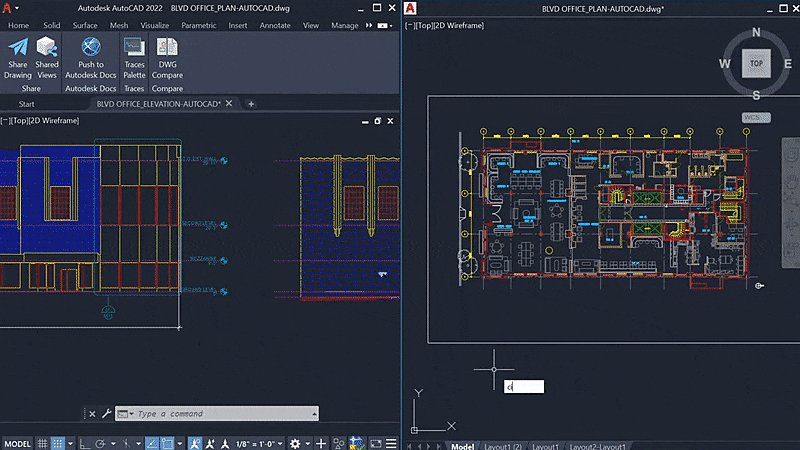 Autodesk AutoCAD 2022 BLVD OFFICE_PLAN-AUTOCAD.dwg
Home Solid Surface Mesh Visualize Parametric Insert Annotate View Manage
Share Drawing
Shared Views
Push to Autodesk Docs
Traces Palette
DWG Compare
Share
Autodesk Docs
Traces
Compare
Start
BLVD OFFICE_ELEVATION-AUTOCAD*
[−][Top][2D Wireframe]
Type a command
MODEL
1/8" = 1'-0"
BLVD OFFICE_PLAN-AUTOCAD.dwg*
[−][Top][2D Wireframe]
N
W
TOP
E
S
WCS
ci
Y
X
Model Layout1 (2) Layout1 Layout2-Layout1